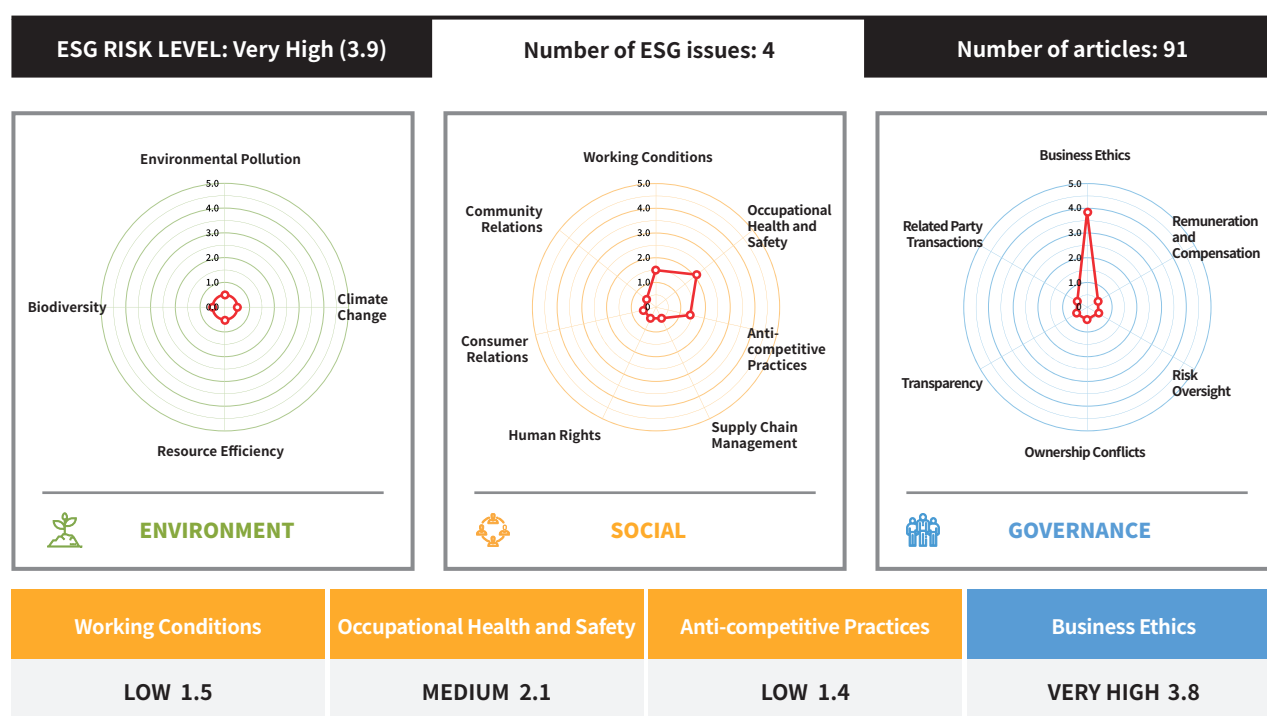 ESG RISK LEVEL: Very High (3.9)
Number of ESG issues: 4
Number of articles: 91
Environmental Pollution
5.0
4.0
3.0
2.0
1.0
0.0
Biodiversity
Climate
Change
Resource Efficiency
ENVIRONMENT
Working Conditions
5.0
4.0
3.0
2.0
1.0
0
Community
Relations
Occupational
Health and
Safety
Consumer
Relations
Anti-
competitive
Practices
Human Rights
Supply Chain
Management
SOCIAL
Business Ethics
5.0
4.0
3.0
2.0
1.0
0
Related Party
Transactions
Remuneration
and
Compensation
Transparency
Risk
Oversight
Ownership Conflicts
GOVERNANCE
Working Conditions
Occupational Health and Safety
Anti-competitive Practices
Business Ethics
LOW 1.5
MEDIUM 2.1
LOW 1.4
VERY HIGH 3.8